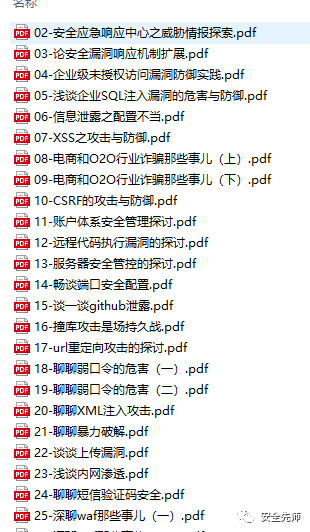 名称
02-安全应急响应中心之威胁情报探索.pdf
03-论安全漏洞响应机制扩展.pdf
04-企业级未授权访问漏洞防御实践.pdf
05-浅谈企业SQL注入漏洞的危害与防御.pdf
06-信息泄露之配置不当.pdf
07-XSS之攻击与防御.pdf
08-电商和O2O行业诈骗那些事儿（上）.pdf
09-电商和O2O行业诈骗那些事儿（下）.pdf
10-CSRF的攻击与防御.pdf
11-账户体系安全管理探讨.pdf
12-远程代码执行漏洞的探讨.pdf
13-服务器安全管控的探讨.pdf
14-畅谈端口安全配置.pdf
15-谈一谈github泄露.pdf
16-撞库攻击是场持久战.pdf
17-url重定向攻击的探讨.pdf
18-聊聊弱口令的危害（一）.pdf
19-聊聊弱口令的危害（二）.pdf
20-聊聊XML注入攻击.pdf
21-聊聊暴力破解.pdf
22-谈谈上传漏洞.pdf
23-浅谈内网渗透.pdf
24-聊聊短信验证码安全.pdf
25-深聊waf那些事儿（一）.pdf
安全先师